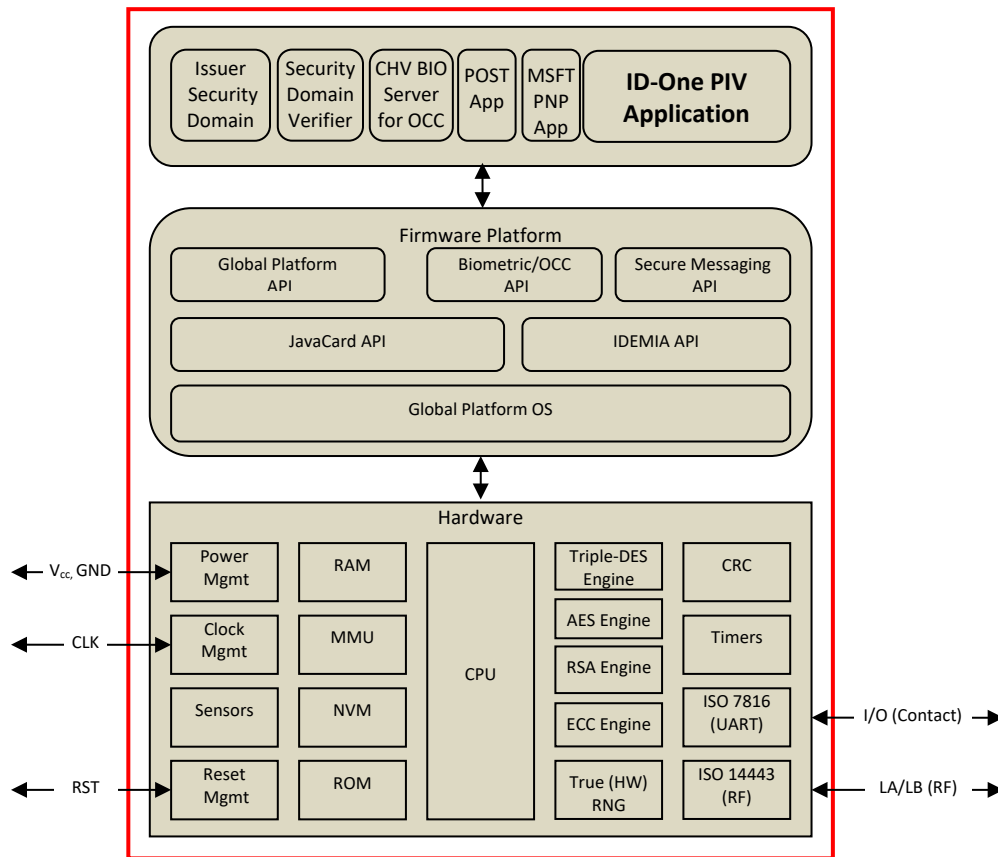 Issuer
Security
Domain
Security
Domain
Verifier
CHV BIO
Server
for OCC
POST
App
MSFT
PNP
App
ID-One PIV
Application
Firmware Platform
Global Platform
API
Biometric/OCC
API
Secure Messaging
API
JavaCard API
IDEMIA API
Global Platform OS
Hardware
Power
Mgmt
RAM
CPU
Triple-DES
Engine
CRC
Vcc, GND
Clock
Mgmt
MMU
AES Engine
Timers
CLK
RSA Engine
Sensors
NVM
ECC Engine
ISO 7816
(UART)
I/O (Contact)
Reset
Mgmt
ROM
True (HW)
RNG
ISO 14443
(RF)
RST
LA/LB (RF)